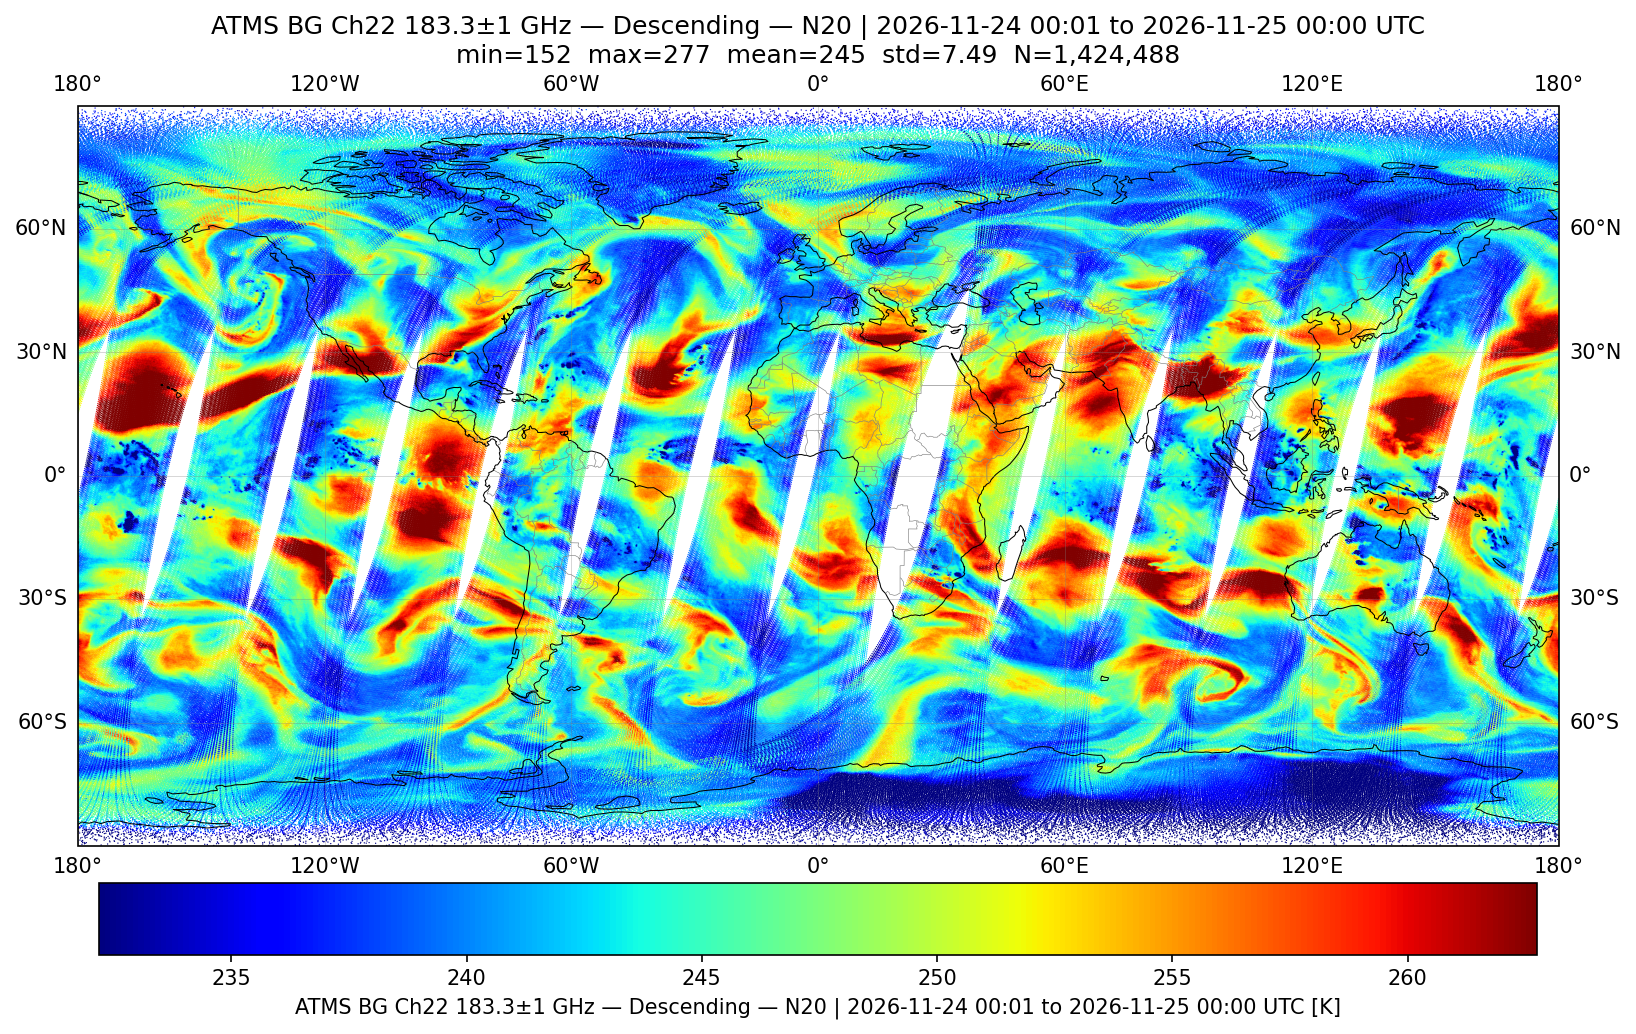 ATMS BG Ch22 183.3±1 GHz — Descending — N20 | 2026-11-24 00:01 to 2026-11-25 00:00 UTC
min=152 max=277 mean=245 std=7.49 N=1,424,488
180° 120°W 60°W 0° 60°E 120°E 180°
60°N 60°N
30°N 30°N
0° 0°
30°S 30°S
60°S 60°S
180° 120°W 60°W 0° 60°E 120°E 180°
235 240 245 250 255 260
ATMS BG Ch22 183.3±1 GHz — Descending — N20 | 2026-11-24 00:01 to 2026-11-25 00:00 UTC [K]